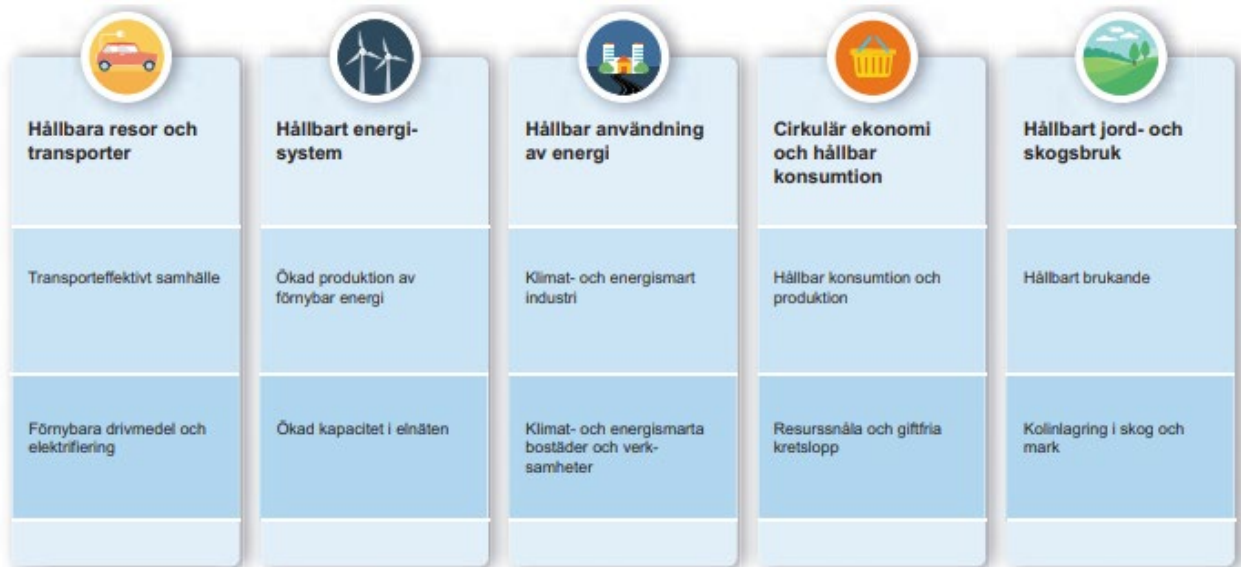 Hållbara resor och
transporter
Transporteffektivt samhälle
Förnybara drivmedel och
elektrifiering
Hållbart energi-
system
Ökad produktion av
förnybar energi
Ökad kapacitet i elnäten
Hållbar användning
av energi
Klimat- och energismart
industri
Klimat- och energismarta
bostäder och verk-
samheter
Cirkulär ekonomi
och hållbar
konsumtion
Hållbar konsumtion och
produktion
Resurssnåla och giftfria
kretslopp
Hållbart jord- och
skogsbruk
Hållbart brukande
Kolinlagring i skog och
mark